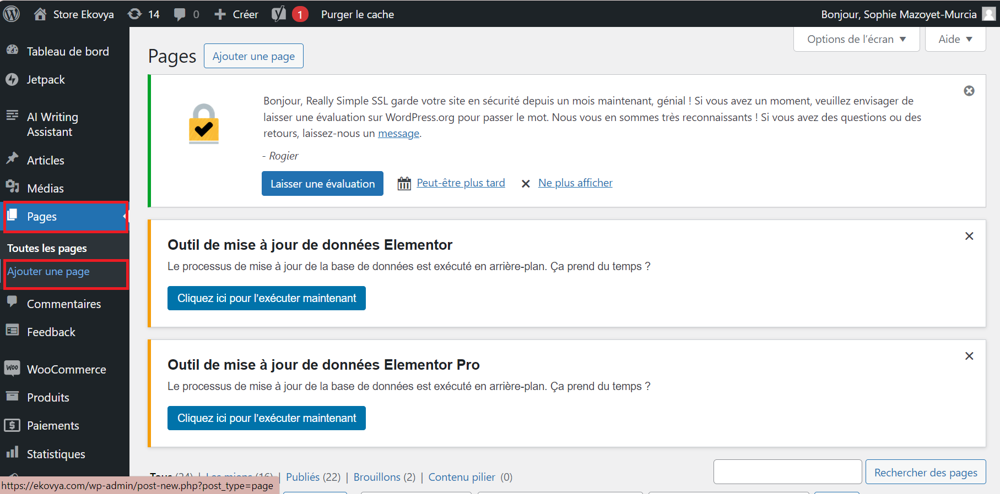 Store Ekovya
14
0
Créer
1
Purger le cache
Bonjour, Sophie Mazoyet-Murcia
Tableau de bord
Jetpack
AI Writing
Assistant
Articles
Médias
Pages
Toutes les pages
Ajouter une page
Commentaires
Feedback
WooCommerce
Produits
Paiements
Statistiques
Options de l'écran
Aide
Pages
Ajouter une page
Bonjour, Really Simple SSL garde votre site en sécurité depuis un mois maintenant, génial ! Si vous avez un moment, veuillez envisager de
laisser une évaluation sur WordPress.org pour passer le mot. Nous vous en sommes très reconnaissants ! Si vous avez des questions ou des
retours, laissez-nous un message.
- Rogier
Laisser une évaluation
Peut-être plus tard
Ne plus afficher
Outil de mise à jour de données Elementor
Le processus de mise à jour de la base de données est exécuté en arrière-plan. Ça prend du temps ?
Cliquez ici pour l'exécuter maintenant
Outil de mise à jour de données Elementor Pro
Le processus de mise à jour de la base de données est exécuté en arrière-plan. Ça prend du temps ?
Cliquez ici pour l'exécuter maintenant
Rechercher des pages
Tous (24) | Les miens (16) | Publiés (22) | Brouillons (2) | Contenu pilier (0)
https://ekovya.com/wp-admin/post-new.php?post_type=page